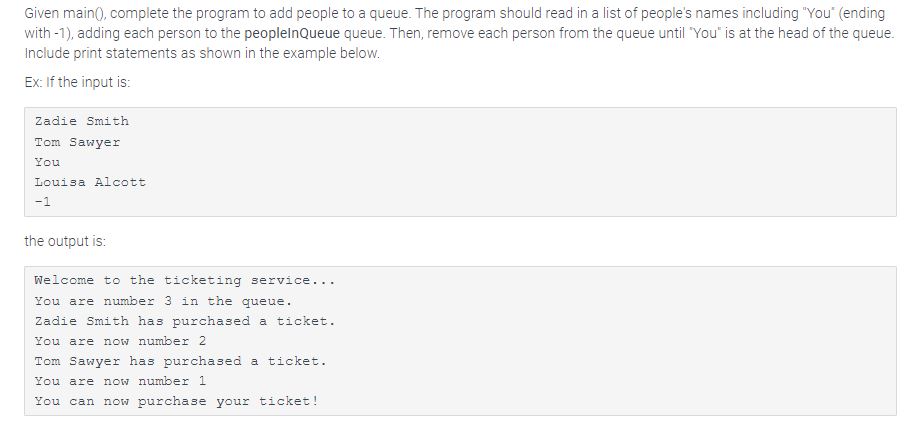 Given main(), complete the program to add people to a queue. The program should read in a list of people's names including "You" (ending
with -1), adding each person to the peopleInQueue queue. Then, remove each person from the queue until "You" is at the head of the queue.
Include print statements as shown in the example below.
Ex: If the input is:
Zadie Smith
Tom Sawyer
You
Louisa Alcott
-1
the output is:
Welcome to the ticketing service...
You are number 3 in the queue.
Zadie Smith has purchased a ticket.
You are now number 2
Tom Sawyer has purchased a ticket.
You are now number 1
You can now purchase your ticket!